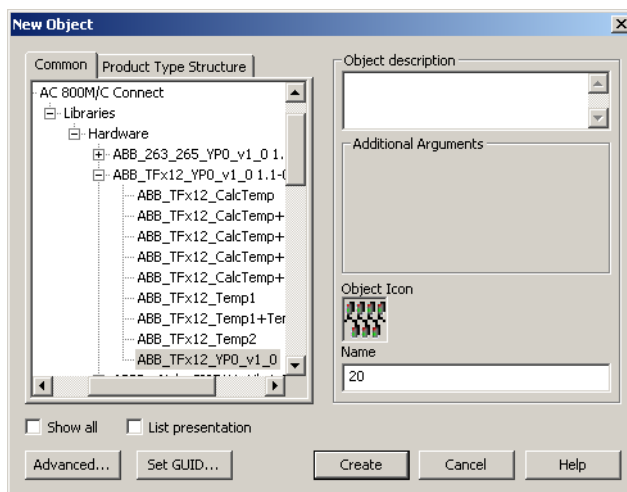 New Object
Common
Product Type Structure
AC 800M/C Connect
Libraries
Hardware
ABB_263_265_YP0_v1_0 1.
ABB_TFx12_YP0_v1_0 1.1-
ABB_TFx12_CalcTemp
ABB_TFx12_CalcTemp+
ABB_TFx12_CalcTemp+
ABB_TFx12_CalcTemp+
ABB_TFx12_CalcTemp+
ABB_TFx12_Temp1
ABB_TFx12_Temp1+Ter
ABB_TFx12_Temp2
ABB_TFx12_YP0_v1_0
Show all
List presentation
Advanced...
Set GUID...
Object description
Additional Arguments
Object Icon
Name
20
Create
Cancel
Help